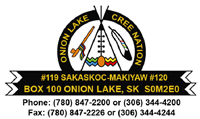 ONION LAKE CREE NATION
#119 SAKASKOC-MAKIYAW #120
BOX 100 ONION LAKE, SK S0M2E0
Phone: (780) 847-2200 or (306) 344-4200
Fax: (780) 847-2226 or (306) 344-4244